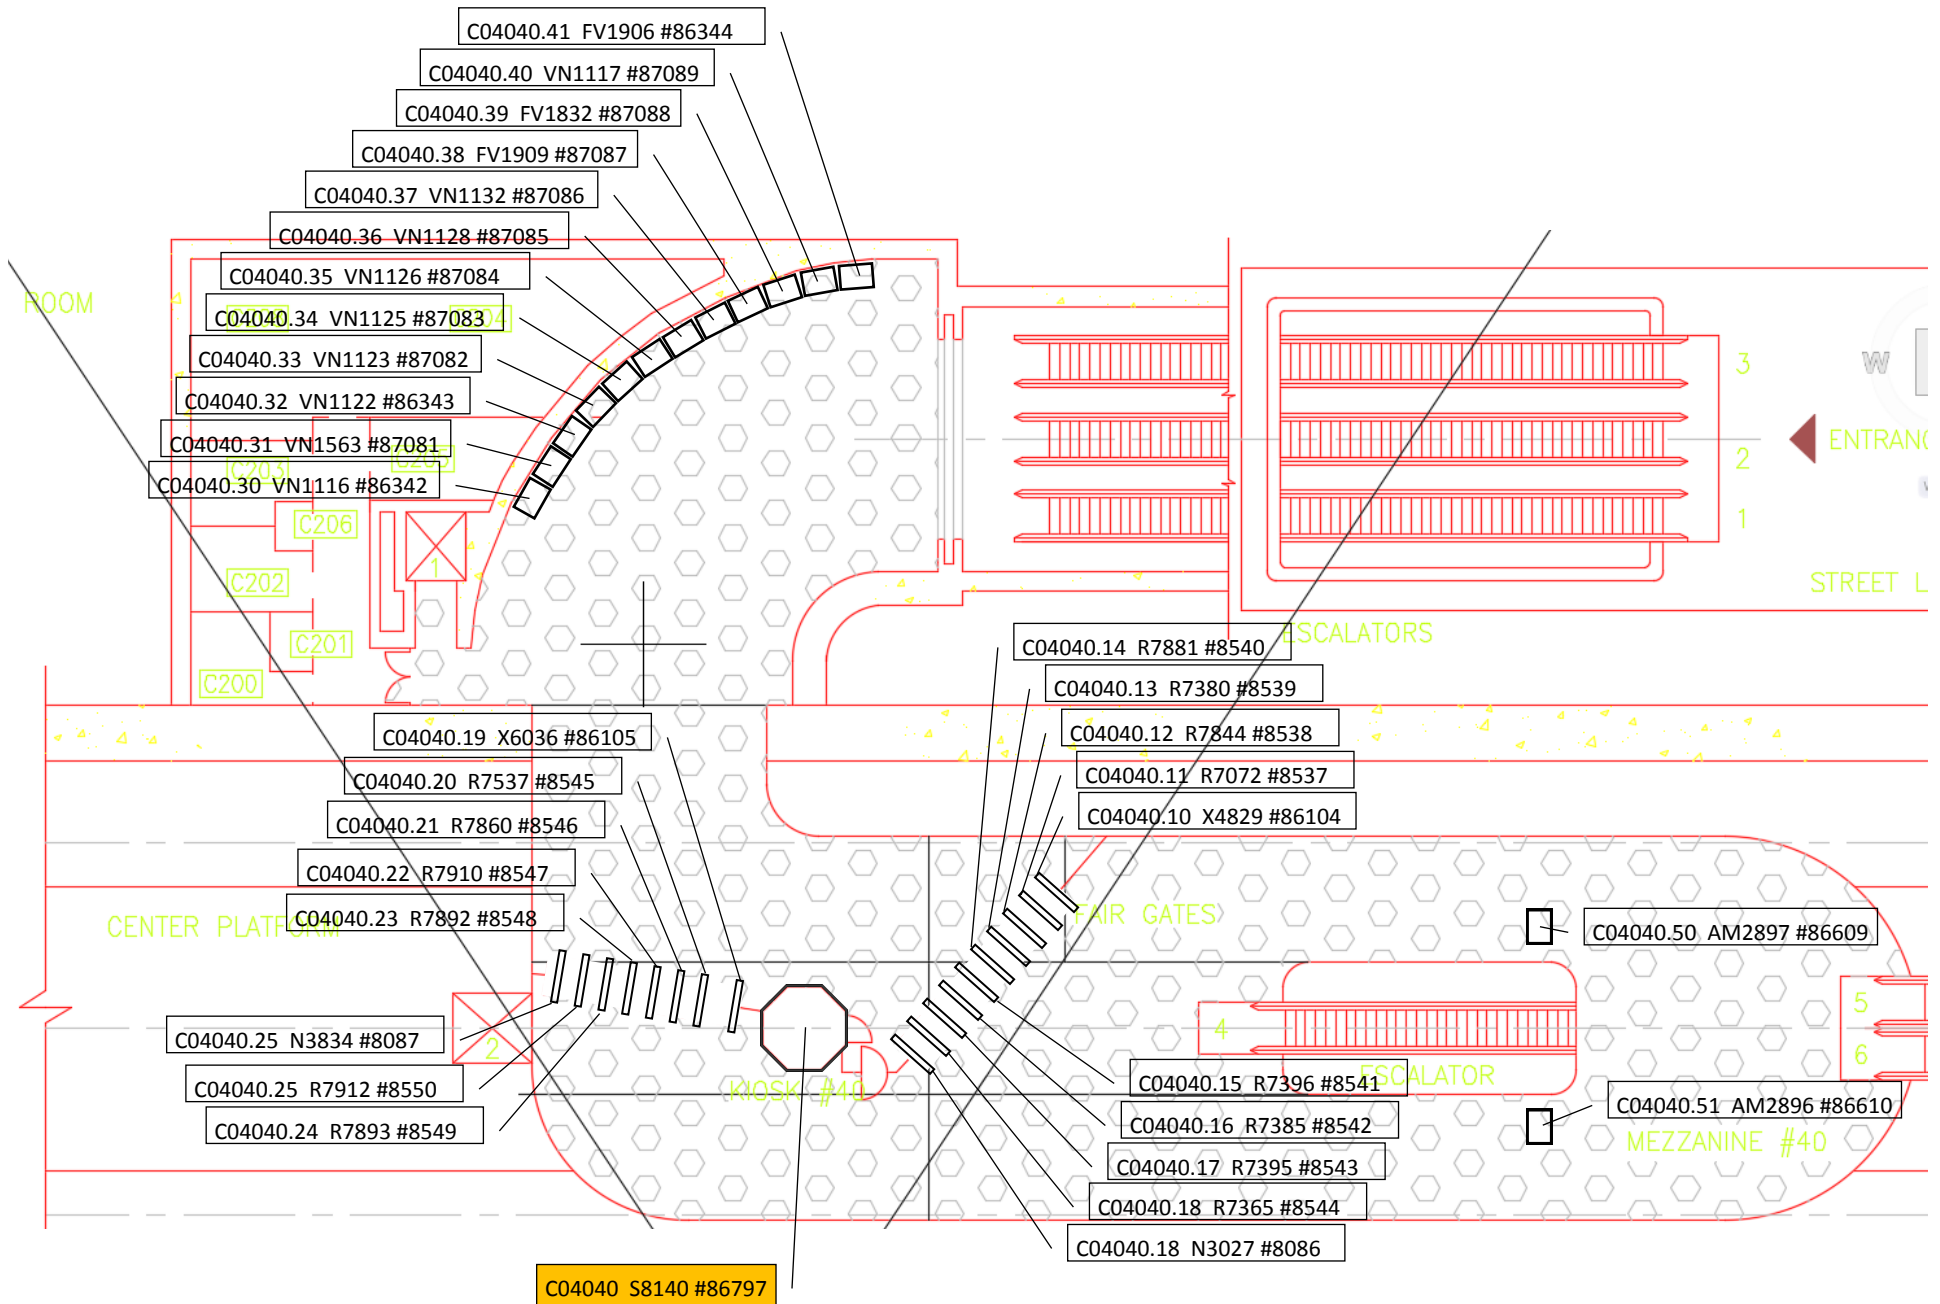 C04040.41 FV1906 #86344
C04040.40 VN1117 #87089
C04040.39 FV1832 #87088
C04040.38 FV1909 #87087
C04040.37 VN1132 #87086
C04040.36 VN1128 #87085
C04040.35 VN1126 #87084
ROOM
C04040.34 VN1125 #87083
C04040.33 VN1123 #87082
3
W
C04040.32 VN1122 #86343
C04040.31 VN1563 #87081
C205
ENTRANC
C203
2
C04040.30 VN1116 #86342
C206
1
1
C202
STREET L
C201
ESCALATORS
C04040.14 R7881 #8540
C200
C04040.13 R7380 #8539
C04040.19 X6036 #86105
C04040.12 R7844 #8538
C04040.20 R7537 #8545
C04040.11 R7072 #8537
C04040.21 R7860 #8546
C04040.10 X4829 #86104
C04040.22 R7910 #8547
C04040.23 R7892 #8548
FAIR GATES
CENTER PLATFORM
C04040.50 AM2897 #86609
5
4
C04040.25 N3834 #8087
2
6
C04040.25 R7912 #8550
KIOSK #40
C04040.15 R7396 #8541
ESCALATOR
C04040.51 AM2896 #86610
C04040.24 R7893 #8549
C04040.16 R7385 #8542
MEZZANINE #40
C04040.17 R7395 #8543
C04040.18 R7365 #8544
C04040.18 N3027 #8086
C04040 S8140 #86797